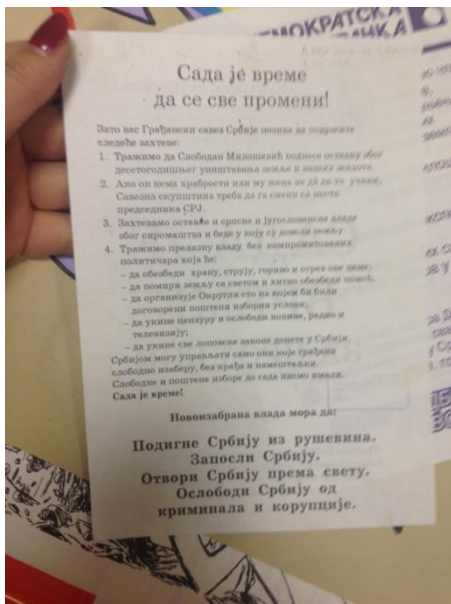 ДЕМОКРАТСКА
СТРАНКА
Сада је време
да се све промени!
Зато вас Грађански савез Србије позива да подржите
следеће захтеве:
1. Тражимо да Слободан Милошевић поднесе оставку због
десетогодишњег уништавања земље и наших живота.
2. Ако он нема храбрости или му жена не да да то учини,
Савезна скупштина треба да га смени са места
председника СРЈ.
3. Захтевамо оставке и српске и југословенске владе
због сиромаштва и беде у коју су довели земљу.
4. Тражимо прелазну владу без компромитованих
политичара која ће:
– да обезбеди храну, струју, гориво и огрев ове зиме;
– да помири земљу са светом и хитно обезбеди помоћ;
– да организује Округли сто на којем би били
договорени поштени изборни услови;
– да укине цензуру и ослободи новине, радио и
телевизију;
– да укине све лоповске законе донете у Србији.
Србијом могу управљати само они које грађани
слободно изаберу, без крађа и намештаљки.
Слободне и поштене изборе до сада нисмо имали.
Сада је време!
Новоизабрана влада мора да:
Подигне Србију из рушевина.
Запосли Србију.
Отвори Србију према свету.
Ослободи Србију од
криминала и корупције.